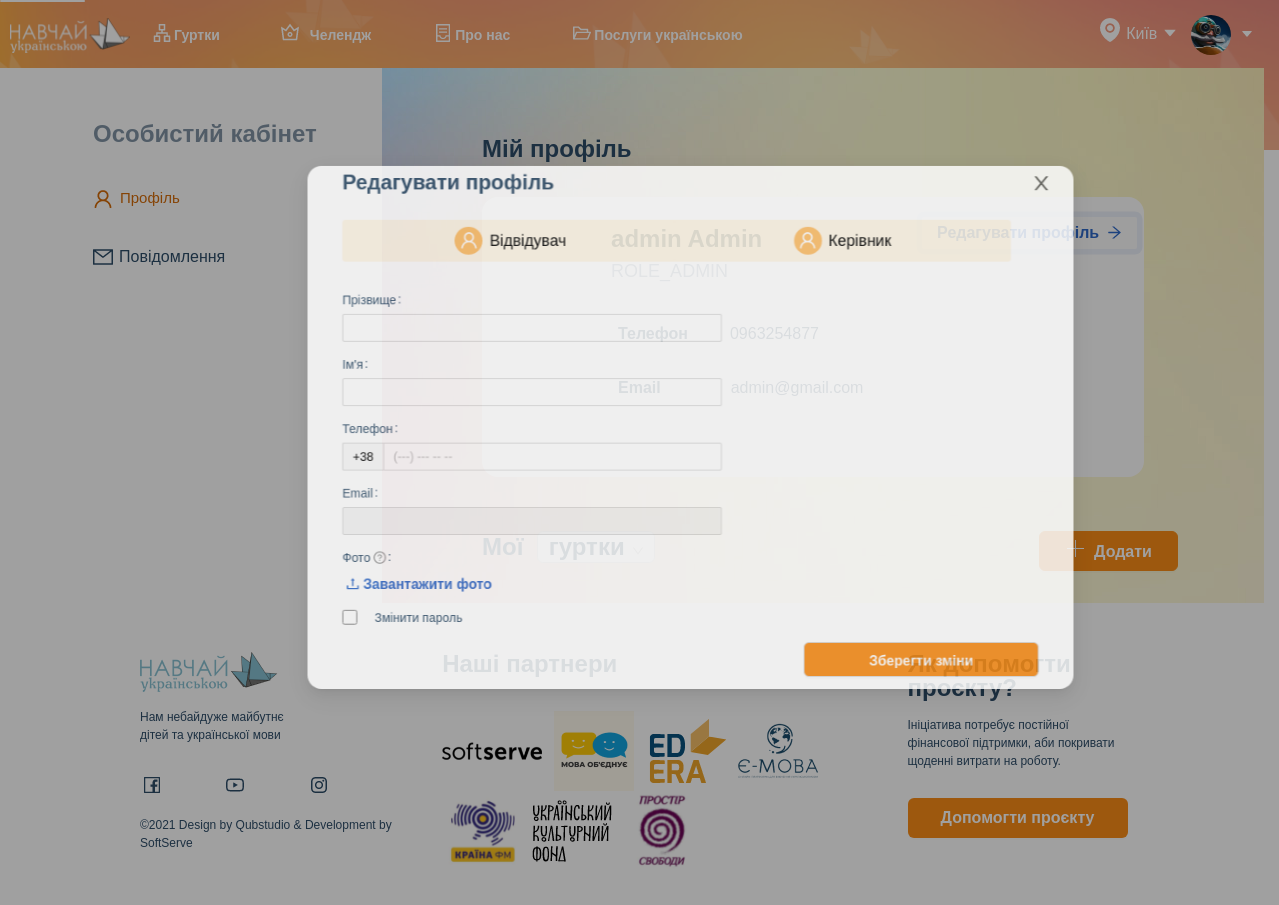 НАВЧАЙ
українською
Гуртки
Челендж
Про нас
Послуги українською
Київ
Особистий кабінет
Профіль
Повідомлення
Мій профіль
Редагувати профіль
admin Admin
ROLE_ADMIN
Телефон 0963254877
Email admin@gmail.com
Мої гуртки
Додати
Редагувати профіль
Відвідувач
Керівник
Прізвище:
Ім'я:
Телефон:
+38 (---) --- -- --
Email:
Фото ?:
Завантажити фото
Змінити пароль
Зберегти зміни
НАВЧАЙ
українською
Нам небайдуже майбутнє
дітей та української мови
©2021 Design by Qubstudio & Development by
SoftServe
Наші партнери
softserve
МОВА ОБ'ЄДНУЄ
ED
ERA
Є-МОВА
КРАЇНА ФМ
УКРАЇНСЬКИЙ
КУЛЬТУРНИЙ
ФОНД
ПРОСТІР
СВОБОДИ
Як допомогти
проєкту?
Ініціатива потребує постійної
фінансової підтримки, аби покривати
щоденні витрати на роботу.
Допомогти проєкту